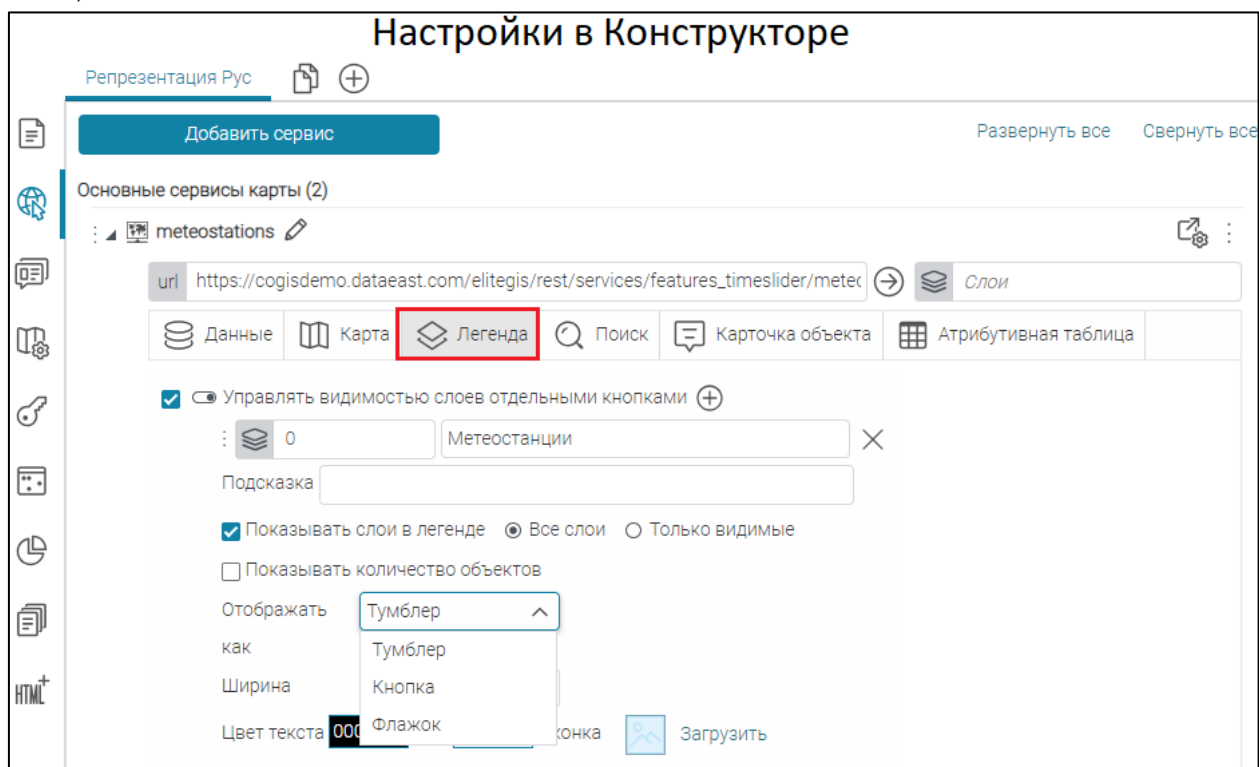 Настройки в Конструкторе
Репрезентация Рус
Добавить сервис Развернуть все Свернуть все
Основные сервисы карты (2)
meteostations
url https://cogisdemo.dataeast.com/elitegis/rest/services/features_timeslider/metec Слои
Данные Карта Легенда Поиск Карточка объекта Атрибутивная таблица
Управлять видимостью слоев отдельными кнопками
0 Метеостанции
Подсказка
Показывать слои в легенде Все слои Только видимые
Показывать количество объектов
Отображать Тумблер
как Тумблер
Ширина Кнопка
HTML+
Цвет текста 000 Флажок конка Загрузить